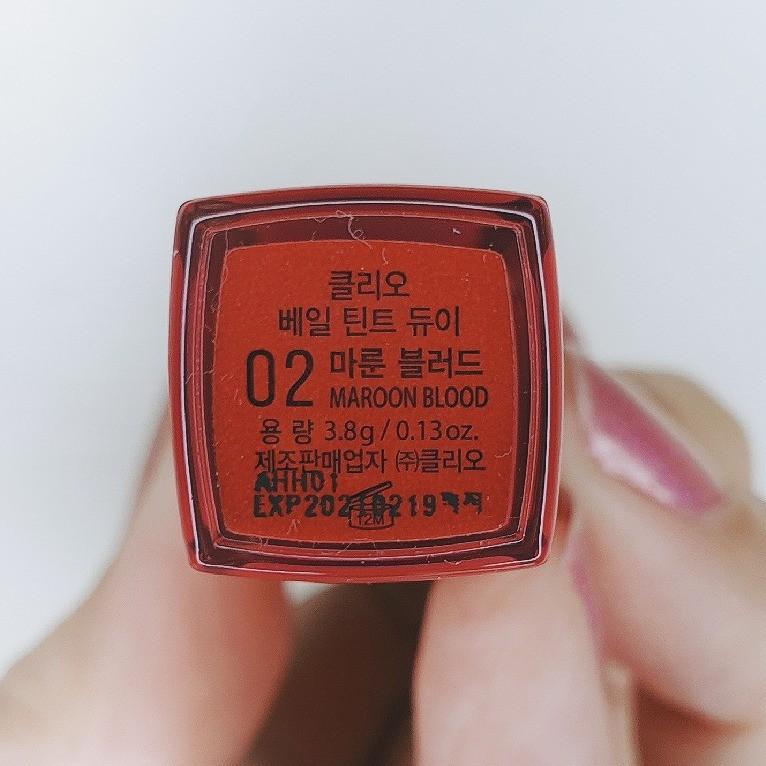 클리오
베일 틴트 듀이
02 마룬 블러드
MAROON BLOOD
용량 3.8g / 0.13oz.
제조판매업자 ㈜클리오
AHH01
12M